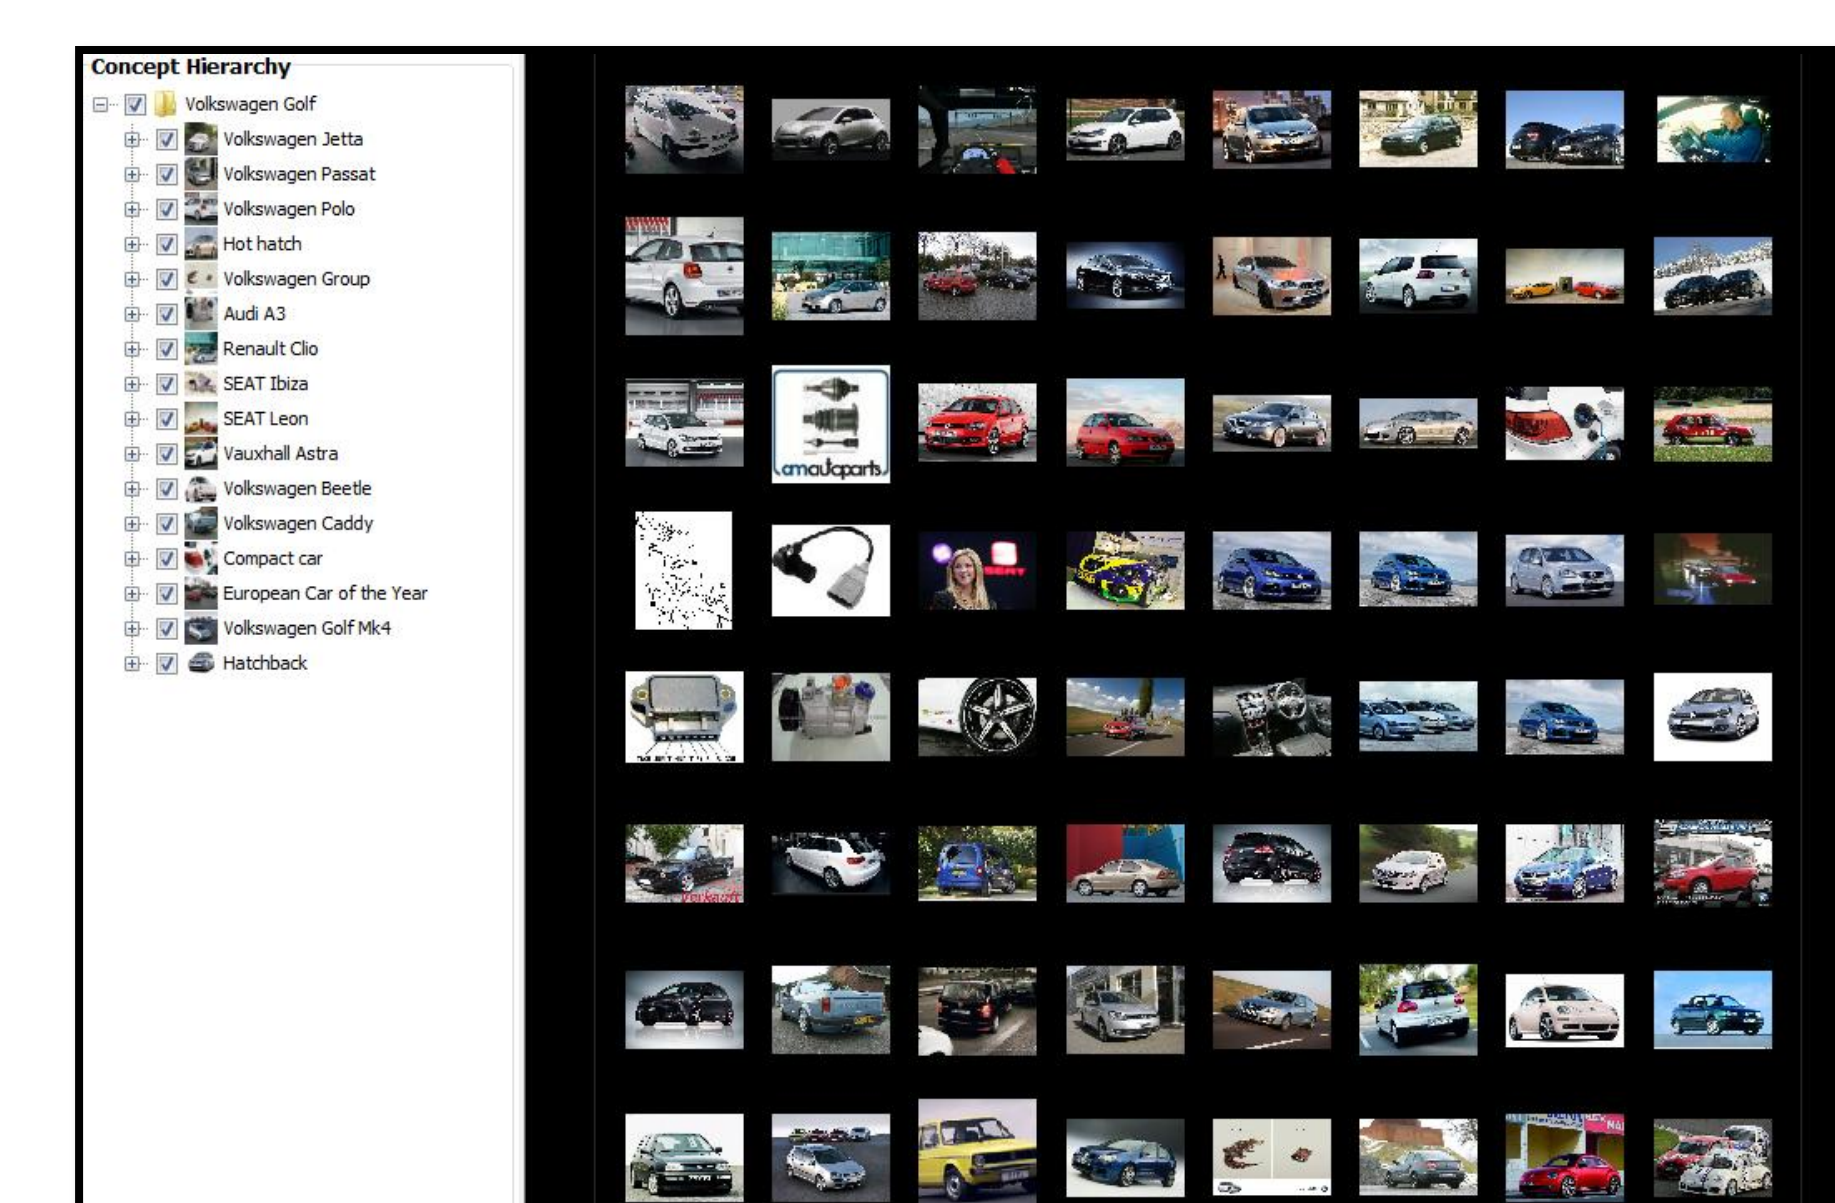 Concept Hierarchy
Volkswagen Golf
Volkswagen Jetta
Volkswagen Passat
Volkswagen Polo
Hot hatch
Volkswagen Group
Audi A3
Renault Clio
SEAT Ibiza
SEAT Leon
Vauxhall Astra
Volkswagen Beetle
Volkswagen Caddy
Compact car
European Car of the Year
Volkswagen Golf Mk4
Hatchback
amautoparts
SEAT
Verkauft